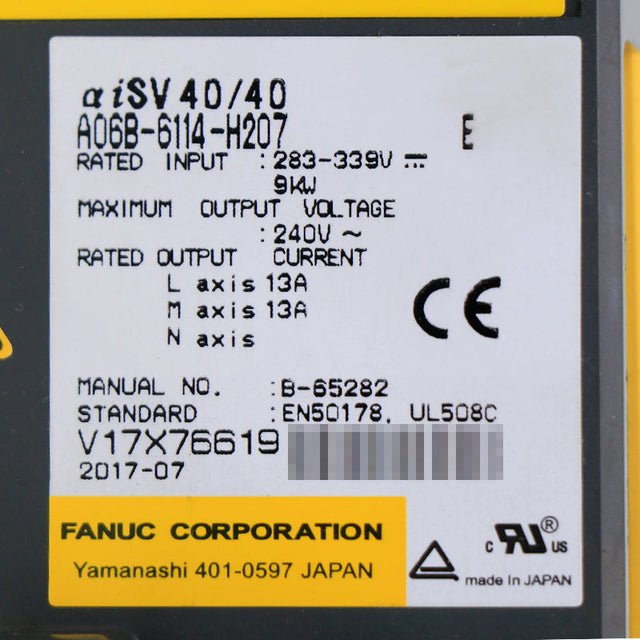 αiSV 40/40
A06B-6114-H207 E
RATED INPUT : 283-339V ⎓
9kW
MAXIMUM OUTPUT VOLTAGE
: 240V ~
RATED OUTPUT CURRENT
L axis 13A
M axis 13A
N axis
CE
MANUAL NO. : B-65282
STANDARD : EN50178, UL508C
V17X76619
2017-07
FANUC CORPORATION
Yamanashi 401-0597 JAPAN
c RU ® US
made In JAPAN